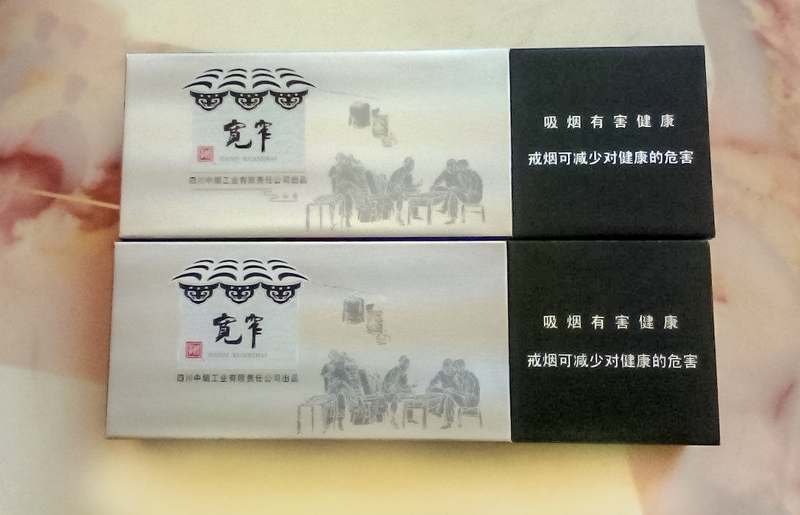 宽窄
四川中烟工业有限责任公司出品
吸烟有害健康
戒烟可减少对健康的危害
宽窄
四川中烟工业有限责任公司出品
吸烟有害健康
戒烟可减少对健康的危害